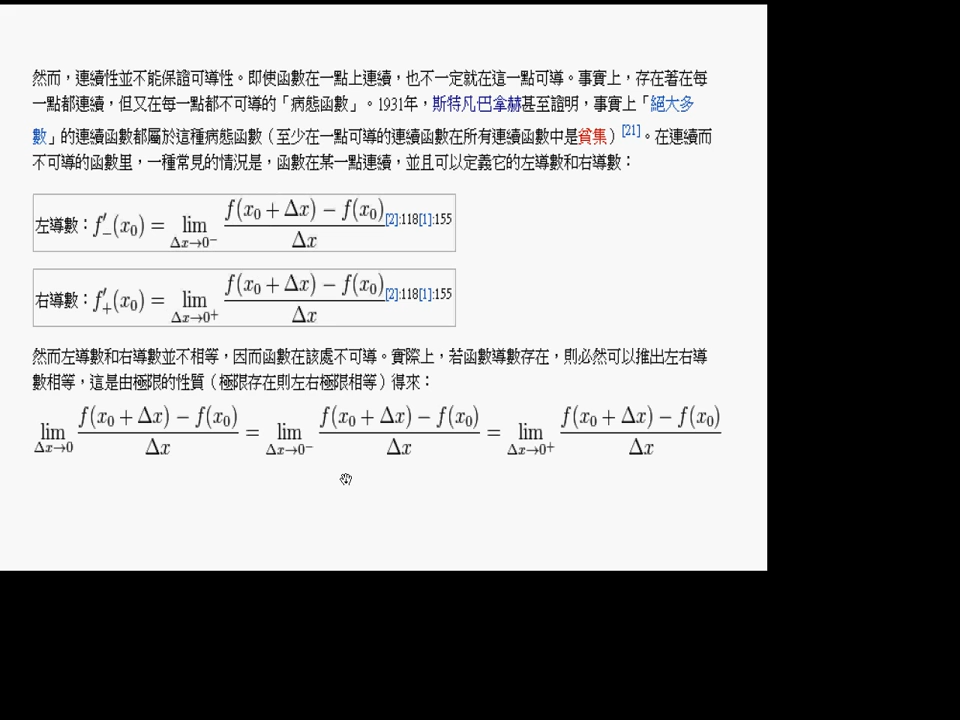 然而，連續性並不能保證可導性。即使函數在一點上連續，也不一定就在這一點可導。事實上，存在著在每
一點都連續，但又在每一點都不可導的「病態函數」。1931年，斯特凡·巴拿赫甚至證明，事實上「絕大多
數」的連續函數都屬於這種病態函數（至少在一點可導的連續函數在所有連續函數中是貧集）[21]。在連續而
不可導的函數里，一種常見的情況是，函數在某一點連續，並且可以定義它的左導數和右導數：
左導數：f′₋(x₀) = lim_{Δx→0⁻} (f(x₀ + Δx) − f(x₀))/Δx [2]:118[1]:155
右導數：f′₊(x₀) = lim_{Δx→0⁺} (f(x₀ + Δx) − f(x₀))/Δx [2]:118[1]:155
然而左導數和右導數並不相等，因而函數在該處不可導。實際上，若函數導數存在，則必然可以推出左右導
數相等，這是由極限的性質（極限存在則左右極限相等）得來：
lim_{Δx→0} (f(x₀ + Δx) − f(x₀))/Δx = lim_{Δx→0⁻} (f(x₀ + Δx) − f(x₀))/Δx = lim_{Δx→0⁺} (f(x₀ + Δx) − f(x₀))/Δx